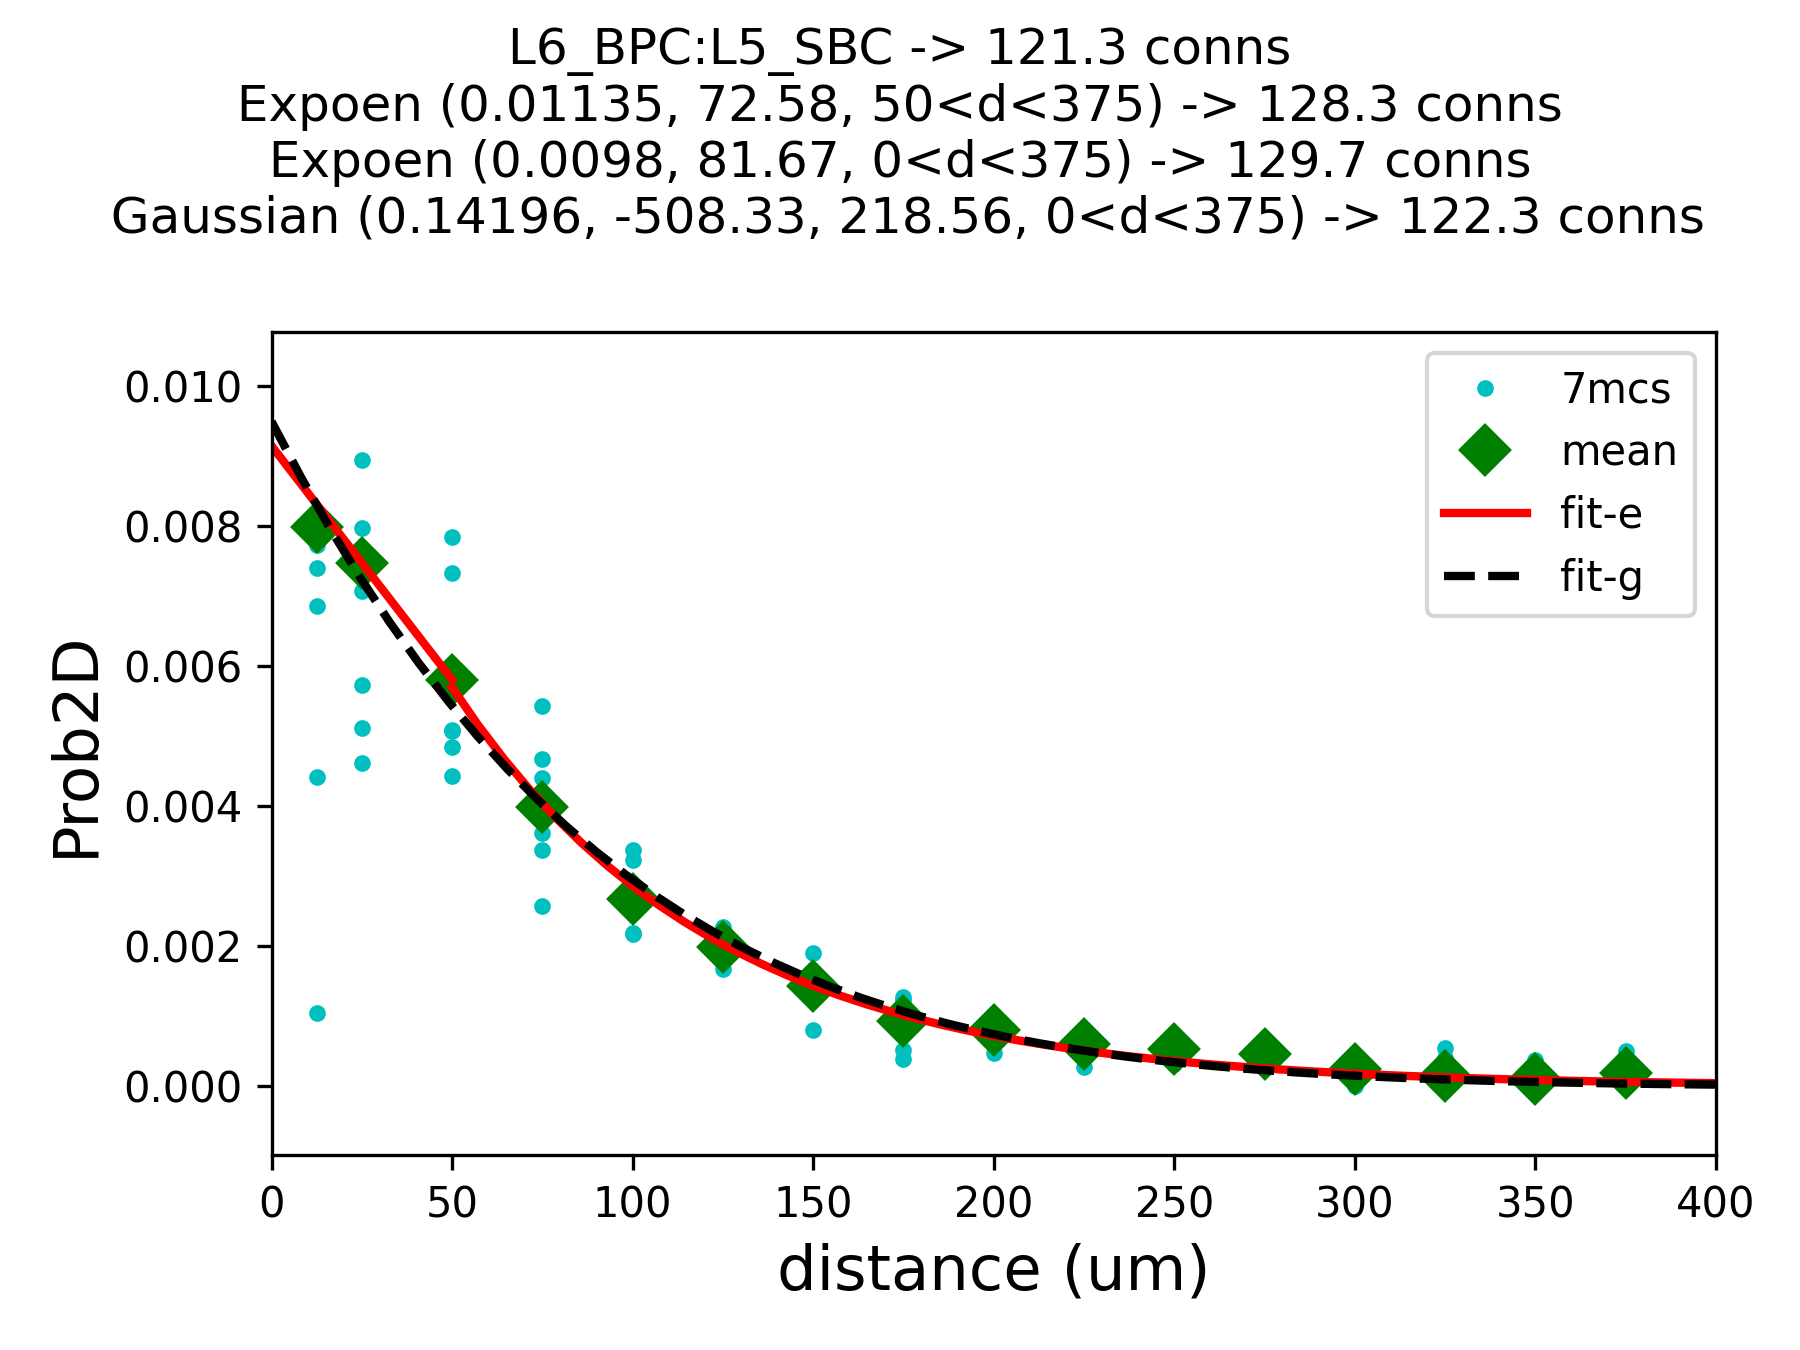 L6_BPC:L5_SBC -> 121.3 conns
Expoen (0.01135, 72.58, 50<d<375) -> 128.3 conns
Expoen (0.0098, 81.67, 0<d<375) -> 129.7 conns
Gaussian (0.14196, -508.33, 218.56, 0<d<375) -> 122.3 conns
7mcs
mean
fit-e
fit-g
Prob2D
0.010
0.008
0.006
0.004
0.002
0.000
0 50 100 150 200 250 300 350 400
distance (um)